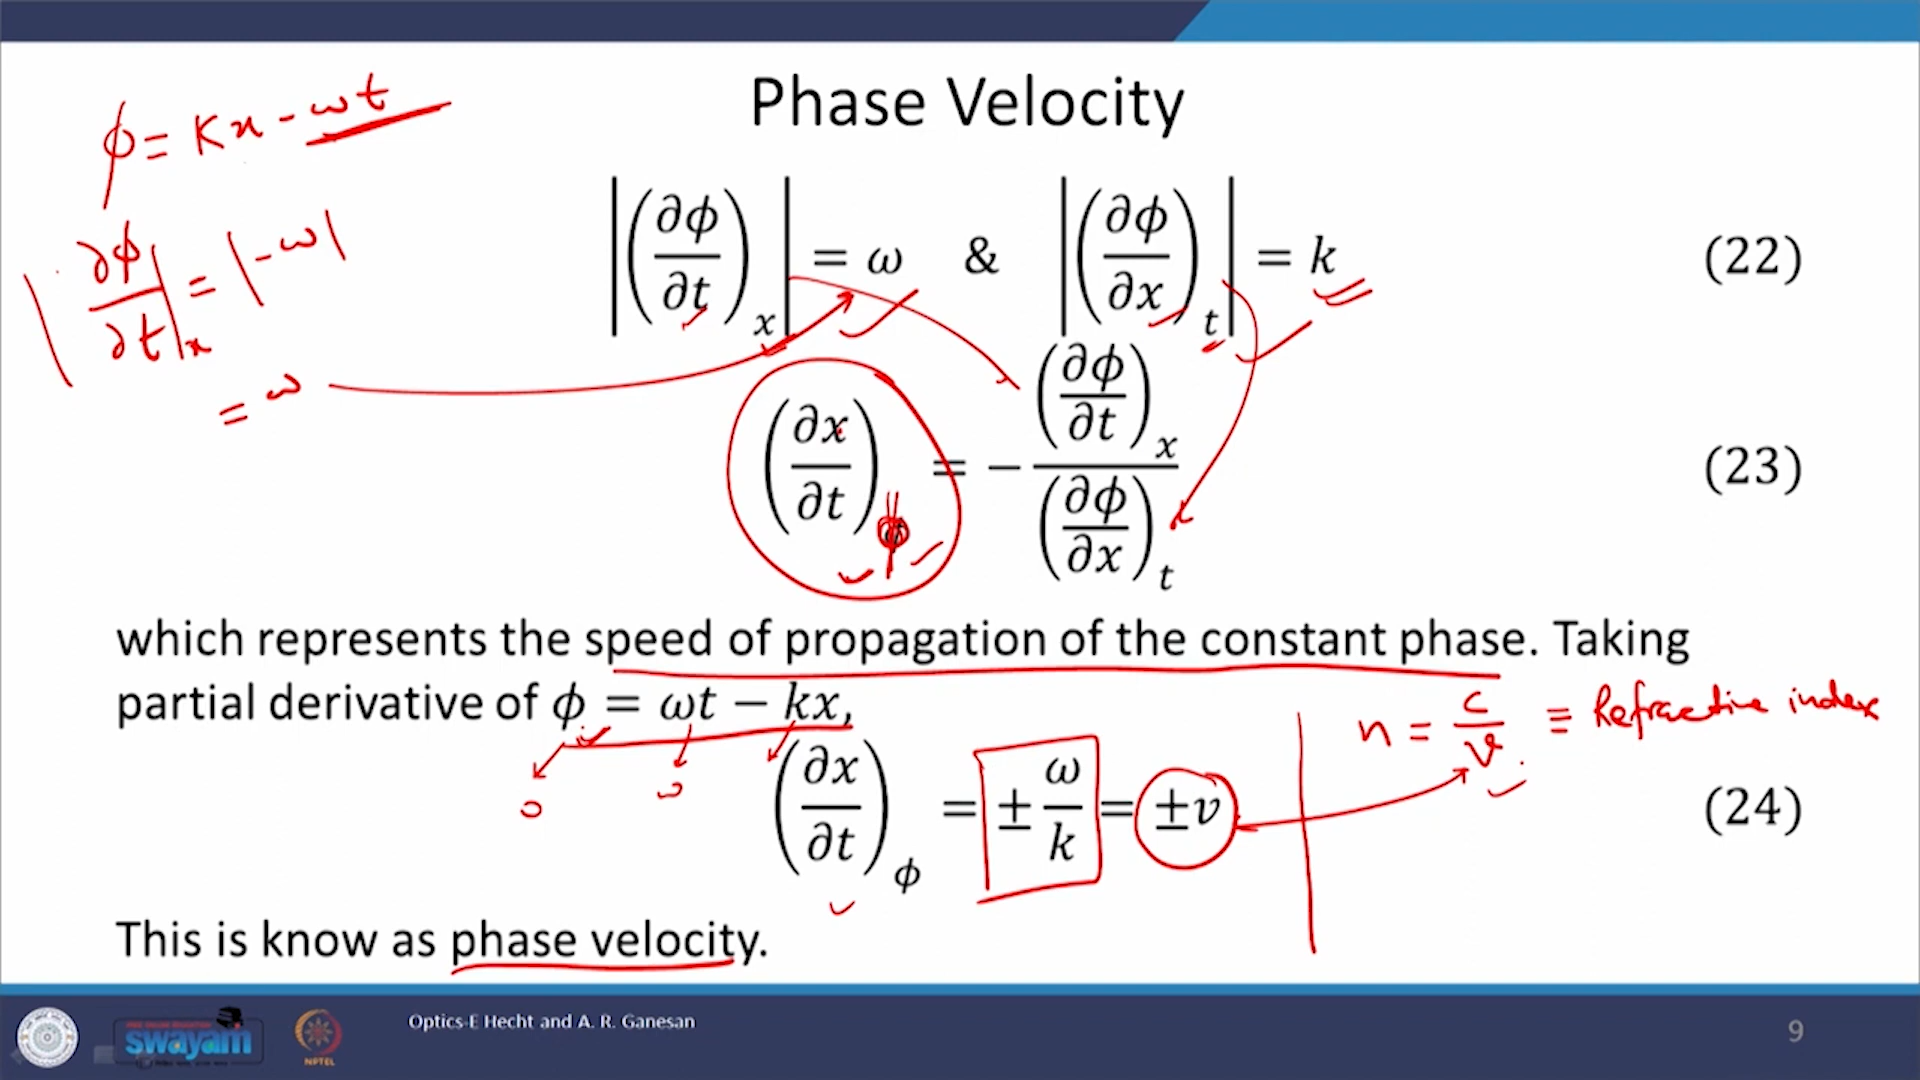 Phase Velocity
ϕ = Kx - ωt
|(∂ϕ/∂t)ₓ| = ω & |(∂ϕ/∂x)ₜ| = k (22)
|∂ϕ/∂t|ₓ = |-ω|
= ω
(∂x/∂t)ϕ = −(∂ϕ/∂t)ₓ/(∂ϕ/∂x)ₜ (23)
which represents the speed of propagation of the constant phase. Taking
partial derivative of ϕ = ωt − kx,
n = c/v ≡ Refractive index
(∂x/∂t)ϕ = ± ω/k = ±v (24)
This is know as phase velocity.
Optics-E Hecht and A. R. Ganesan
swayam
NPTEL
9